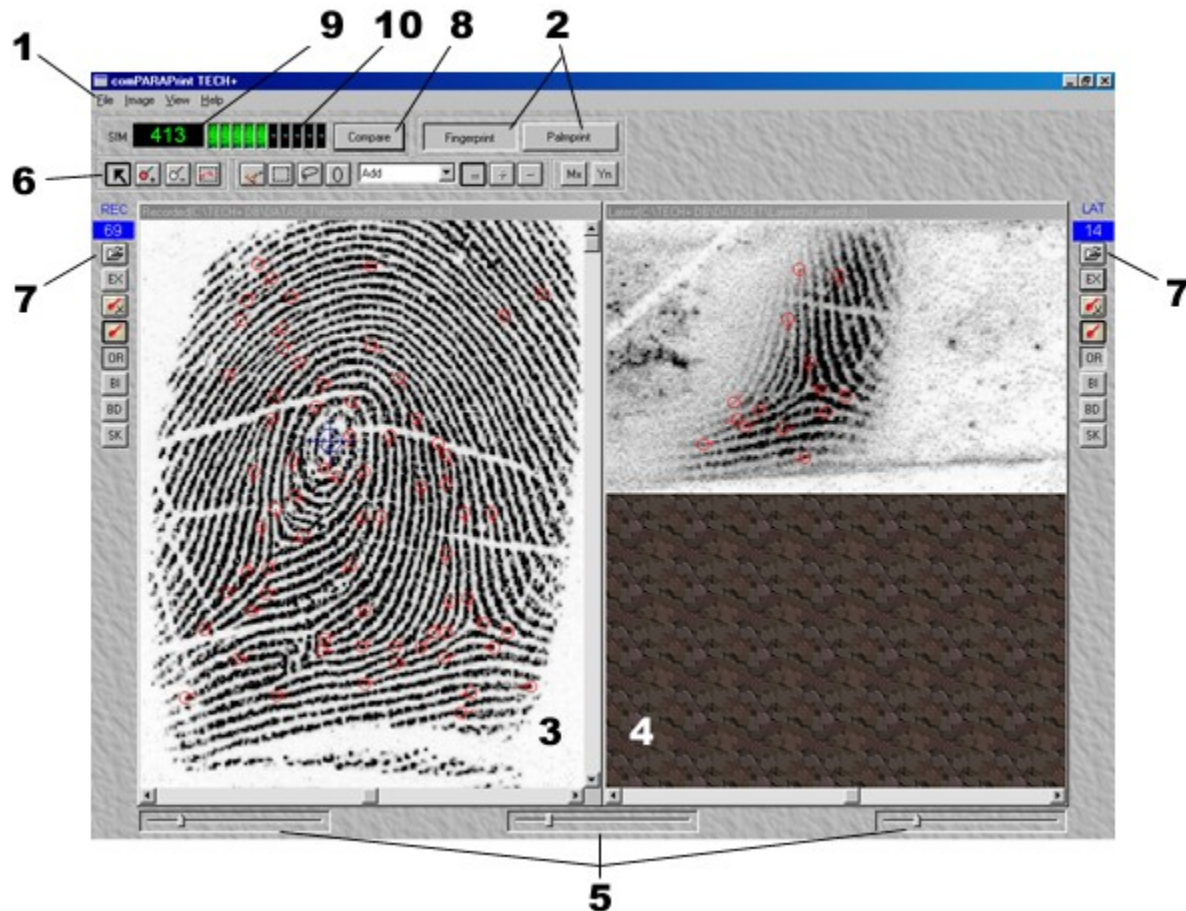 9 10 8 2
1
comPARAPrint TECH+
File Image View Help
SIM 413 Compare Fingerprint Palmprint
6
Add = + - Mx Yn
REC
69
EX
OR
BI
BD
SK
7
LAT
14
EX
OR
BI
BD
SK
7
3
4
5